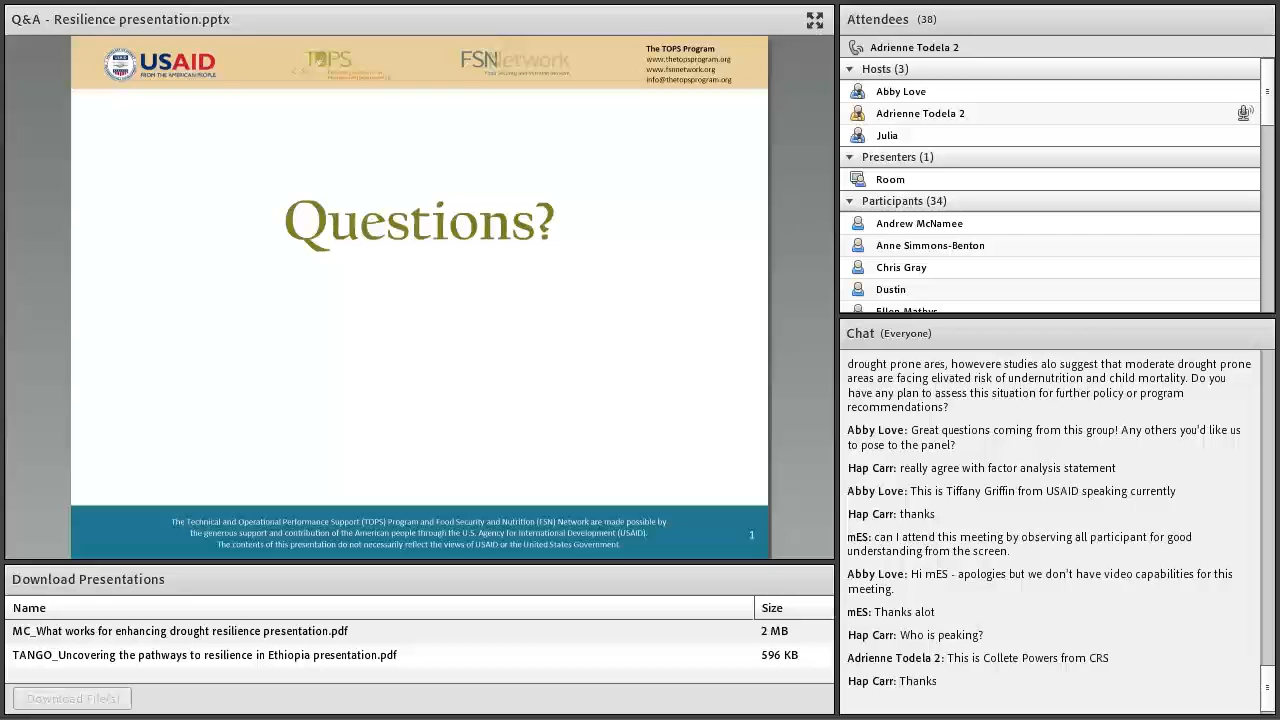 Q&A - Resilience presentation.pptx
USAID
FROM THE AMERICAN PEOPLE
TOPS
FSNetwork
The TOPS Program
www.thetopsprogram.org
www.fsnnetwork.org
info@thetopsprogram.org
Questions?
The Technical and Operational Performance Support (TOPS) Program and Food Security and Nutrition (FSN) Network are made possible by
the generous support and contribution of the American people through the U.S. Agency for International Development (USAID).
The contents of this presentation do not necessarily reflect the views of USAID or the United States Government.
1
Download Presentations
Name Size
MC_What works for enhancing drought resilience presentation.pdf 2 MB
TANGO_Uncovering the pathways to resilience in Ethiopia presentation.pdf 596 KB
Download File(s)
Attendees (38)
Adrienne Todela 2
Hosts (3)
Abby Love
Adrienne Todela 2
Julia
Presenters (1)
Room
Participants (34)
Andrew McNamee
Anne Simmons-Benton
Chris Gray
Dustin
Chat (Everyone)
drought prone ares, howevere studies alo suggest that moderate drought prone
areas are facing elivated risk of undernutrition and child mortality. Do you
have any plan to assess this situation for further policy or program
recommendations?
Abby Love: Great questions coming from this group! Any others you'd like us
to pose to the panel?
Hap Carr: really agree with factor analysis statement
Abby Love: This is Tiffany Griffin from USAID speaking currently
Hap Carr: thanks
mES: can I attend this meeting by observing all participant for good
understanding from the screen.
Abby Love: Hi mES - apologies but we don't have video capabilities for this
meeting.
mES: Thanks alot
Hap Carr: Who is peaking?
Adrienne Todela 2: This is Collete Powers from CRS
Hap Carr: Thanks